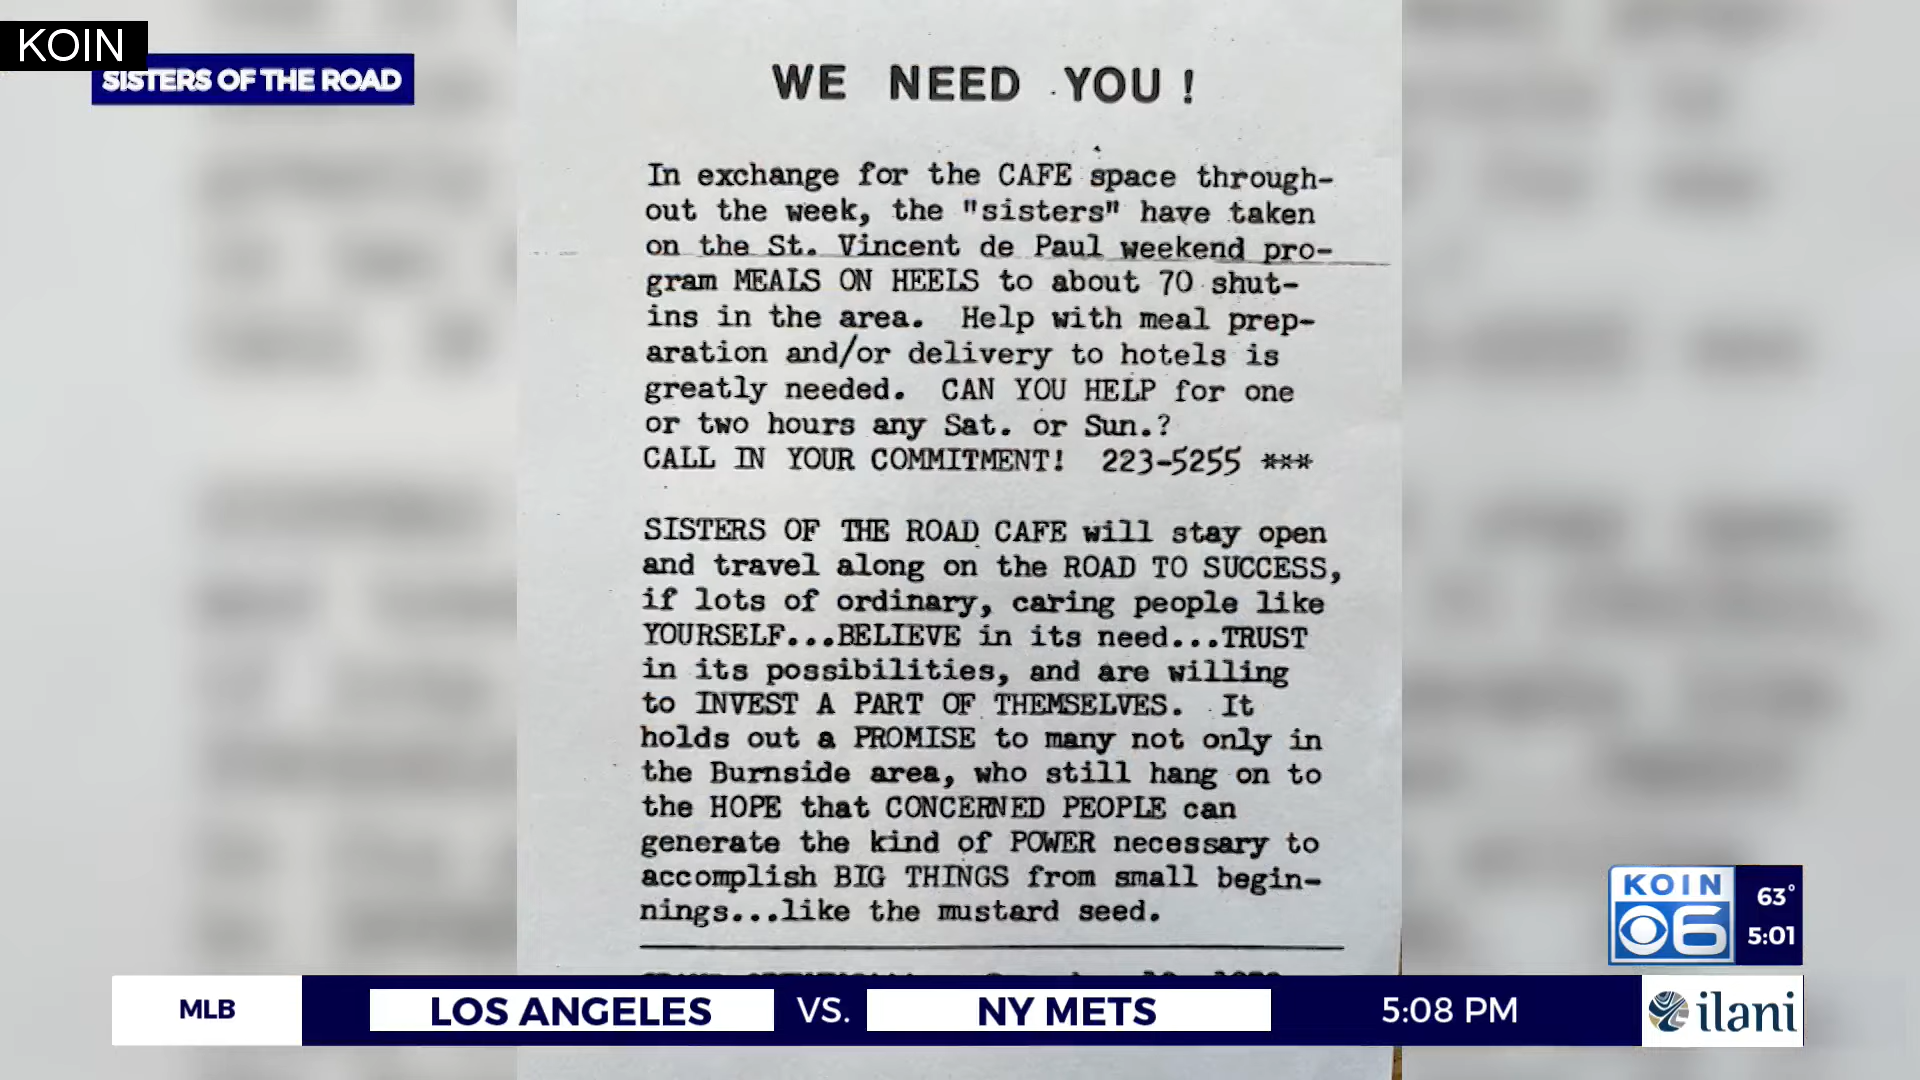 KOIN
SISTERS OF THE ROAD
WE NEED YOU!
In exchange for the CAFE space through-
out the week, the "sisters" have taken
on the St. Vincent de Paul weekend pro-
gram MEALS ON HEELS to about 70 shut-
ins in the area. Help with meal prep-
aration and/or delivery to hotels is
greatly needed. CAN YOU HELP for one
or two hours any Sat. or Sun.?
CALL IN YOUR COMMITMENT! 223-5255 ***
SISTERS OF THE ROAD CAFE will stay open
and travel along on the ROAD TO SUCCESS,
if lots of ordinary, caring people like
YOURSELF...BELIEVE in its need...TRUST
in its possibilities, and are willing
to INVEST A PART OF THEMSELVES. It
holds out a PROMISE to many not only in
the Burnside area, who still hang on to
the HOPE that CONCERNED PEOPLE can
generate the kind of POWER necessary to
accomplish BIG THINGS from small begin-
nings...like the mustard seed.
KOIN 6
63°
5:01
MLB LOS ANGELES VS. NY METS 5:08 PM ilani